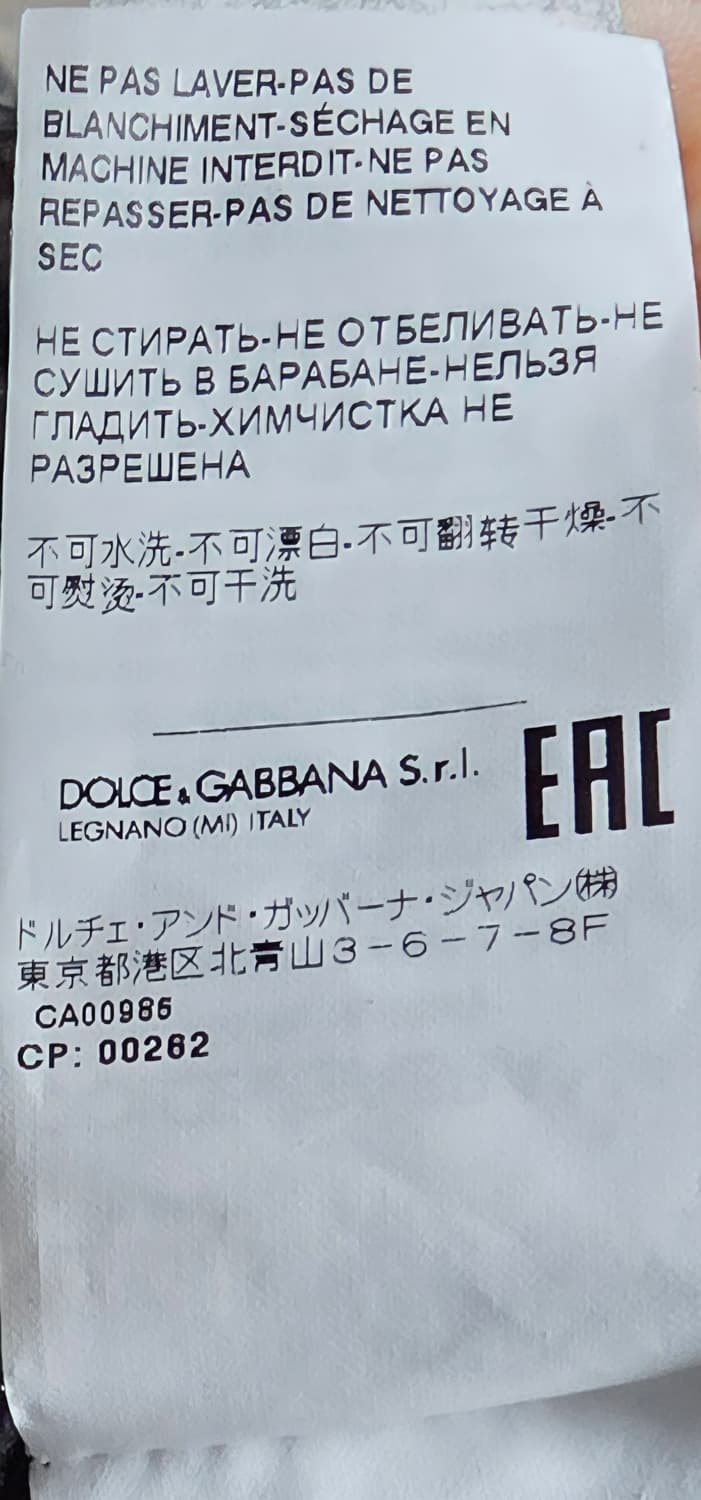 NE PAS LAVER-PAS DE
BLANCHIMENT-SÉCHAGE EN
MACHINE INTERDIT-NE PAS
REPASSER-PAS DE NETTOYAGE À
SEC
НЕ СТИРАТЬ-НЕ ОТБЕЛИВАТЬ-НЕ
СУШИТЬ В БАРАБАНЕ-НЕЛЬЗЯ
ГЛАДИТЬ-ХИМЧИСТКА НЕ
РАЗРЕШЕНА
不可水洗-不可漂白-不可翻转干燥-不
可熨烫-不可干洗
DOLCE & GABBANA S.r.l.
LEGNANO (MI) ITALY
EAC
ドルチェ・アンド・ガッバーナ・ジャパン㈱
東京都港区北青山3-6-7-8F
CA00986
CP: 00262